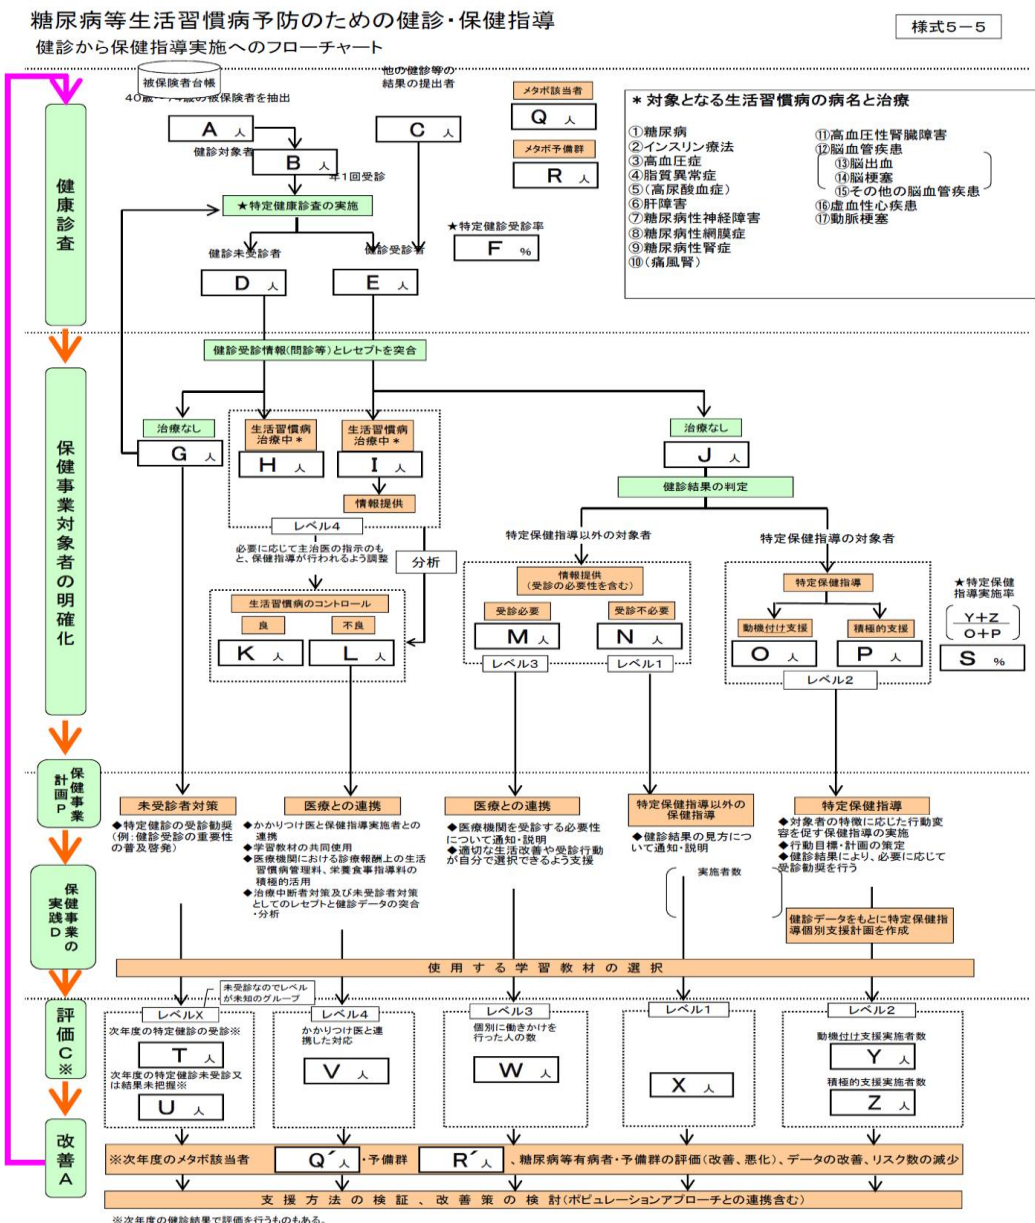 糖尿病等生活習慣病予防のための健診・保健指導
様式5-5
健診から保健指導実施へのフローチャート
被保険者台帳
40歳～74歳の被保険者を抽出
他の健診等の
結果の提出者
A 人
C 人
健診対象者
B 人
年1回受診
★特定健康診査の実施
健診未受診者
健診受診者
D 人
E 人
メタボ該当者
Q 人
メタボ予備群
R 人
★特定健診受診率
F %
＊対象となる生活習慣病の病名と治療
①糖尿病
②インスリン療法
③高血圧症
④脂質異常症
⑤(高尿酸血症)
⑥肝障害
⑦糖尿病性神経障害
⑧糖尿病性網膜症
⑨糖尿病性腎症
⑩(痛風腎)
⑪高血圧性腎臓障害
⑫脳血管疾患
⑬脳出血
⑭脳梗塞
⑮その他の脳血管疾患
⑯虚血性心疾患
⑰動脈梗塞
健康診査
健診受診情報(問診等)とレセプトを突合
保健事業対象者の明確化
治療なし
G 人
生活習慣病
治療中＊
H 人
生活習慣病
治療中＊
I 人
情報提供
レベル4
必要に応じて主治医の指示のも
と、保健指導が行われるよう調整
分析
生活習慣病のコントロール
良
不良
K 人
L 人
治療なし
J 人
健診結果の判定
特定保健指導以外の対象者
特定保健指導の対象者
情報提供
(受診の必要性を含む)
受診必要
受診不必要
M 人
N 人
レベル3
レベル1
特定保健指導
動機付け支援
積極的支援
O 人
P 人
レベル2
★特定保健
指導実施率
Y+Z
O+P
S %
保健事業
計画P
未受診者対策
◆特定健診の受診勧奨
(例:健診受診の重要性
の普及啓発)
医療との連携
◆かかりつけ医と保健指導実施者との
連携
◆学習教材の共同使用
◆医療機関における診療報酬上の生活
習慣病管理料、栄養食事指導料の
積極的活用
◆治療中断者対策及び未受診者対策
としてのレセプトと健診データの突合
・分析
医療との連携
◆医療機関を受診する必要性
について通知・説明
◆適切な生活改善や受診行動
が自分で選択できるよう支援
特定保健指導以外の
保健指導
◆健診結果の見方につ
いて通知・説明
実施者数
特定保健指導
◆対象者の特徴に応じた行動変
容を促す保健指導の実施
◆行動目標・計画の策定
◆健診結果により、必要に応じて
受診勧奨を行う
健診データをもとに特定保健指
導個別支援計画を作成
保健事業の
実践D
使用する学習教材の選択
未受診なのでレベル
が未知のグループ
評価C※
レベルX
次年度の特定健診の受診※
T 人
次年度の特定健診未受診又
は結果未把握※
U 人
レベル4
かかりつけ医と連
携した対応
V 人
レベル3
個別に働きかけを
行った人の数
W 人
レベル1
X 人
レベル2
動機付け支援実施者数
Y 人
積極的支援実施者数
Z 人
改善A
※次年度のメタボ該当者 Q´人 ・予備群 R´人 、糖尿病等有病者・予備群の評価(改善、悪化)、データの改善、リスク数の減少
支援方法の検証、改善策の検討(ポピュレーションアプローチとの連携含む)
※次年度の健診結果で評価を行うものもある。